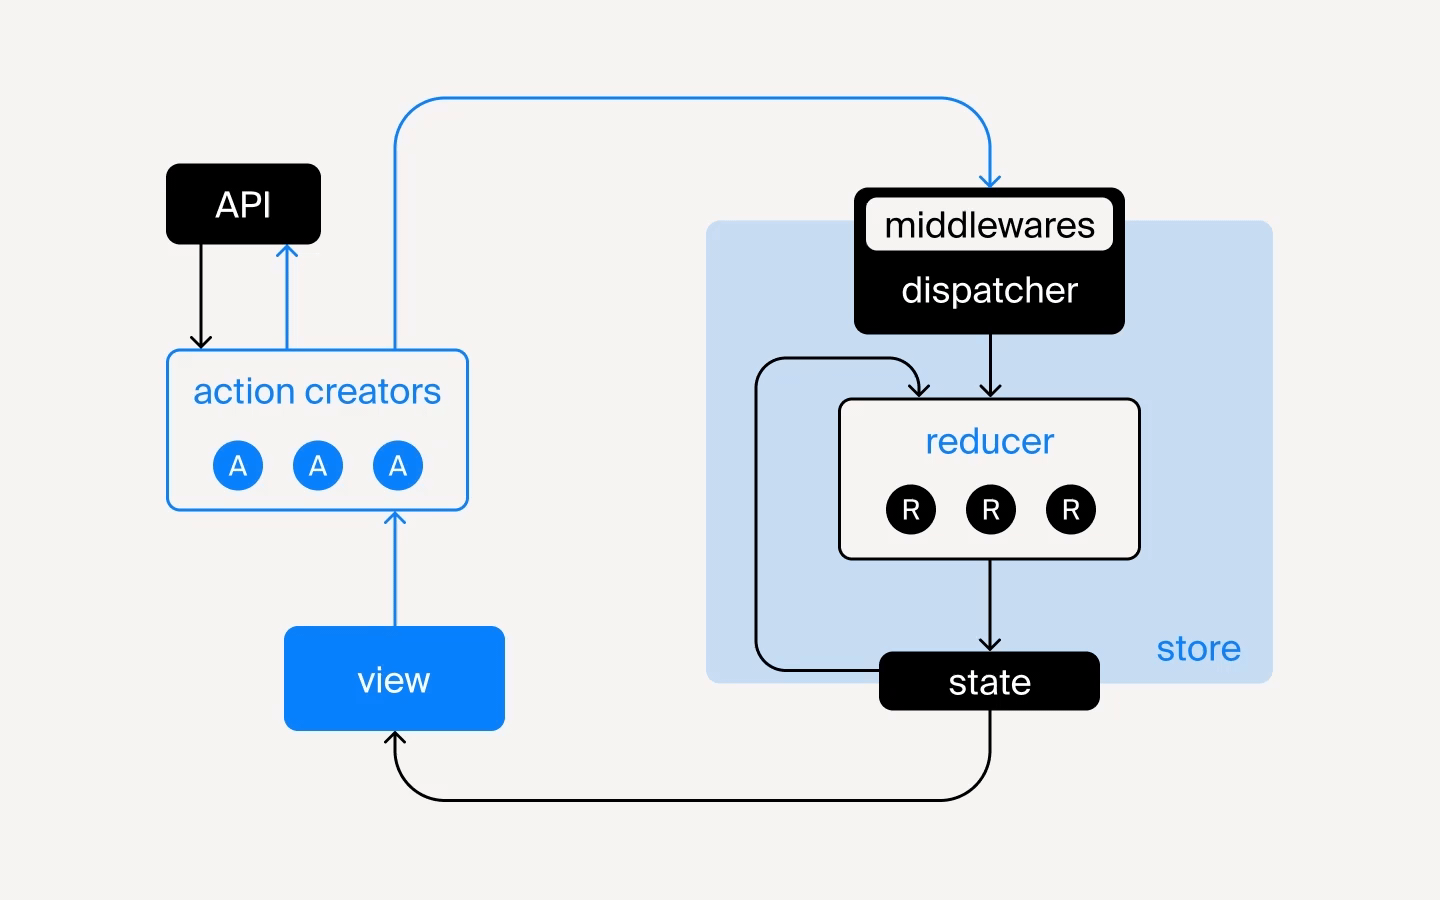 API
middlewares
dispatcher
action creators
A A A
reducer
R R R
store
view
state